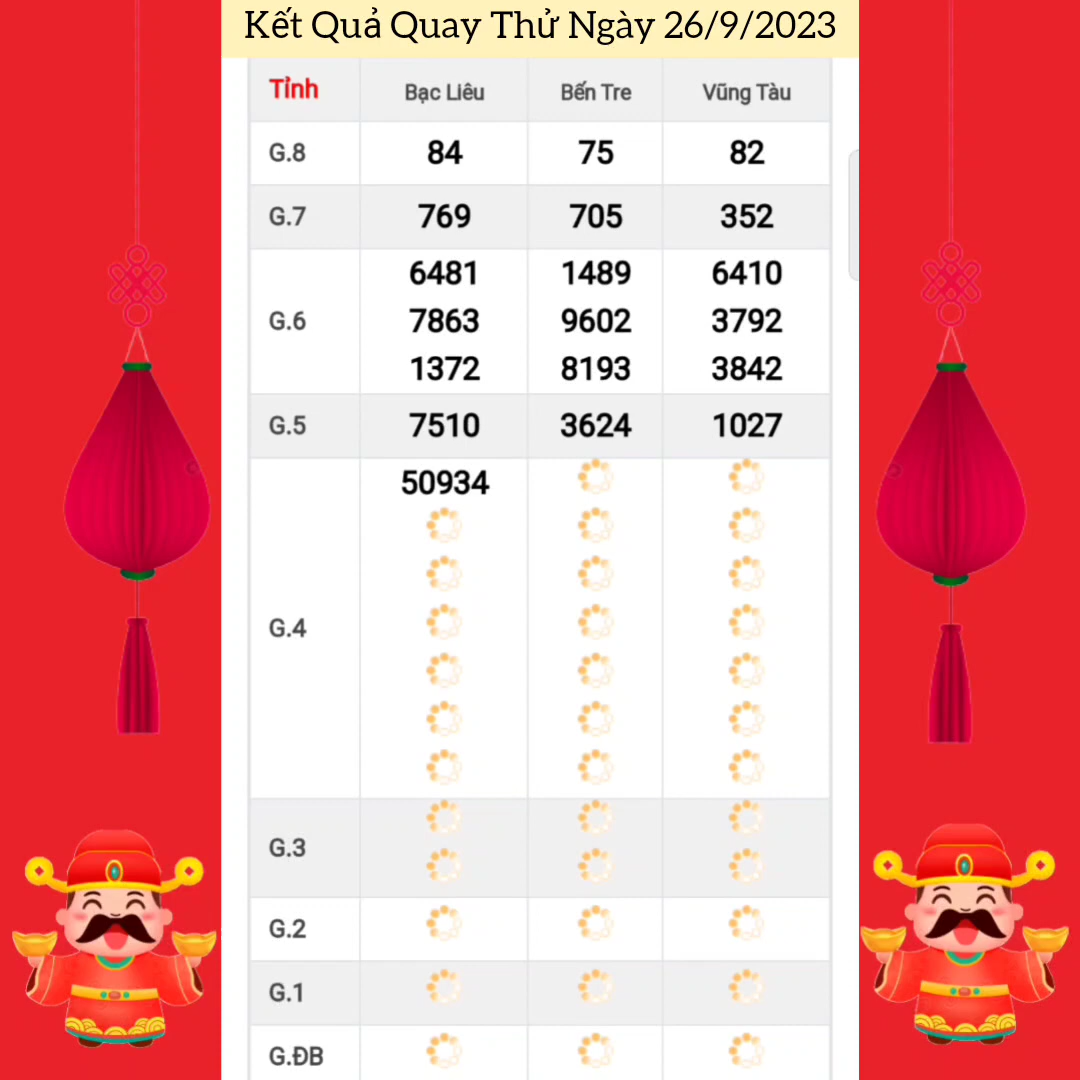 Kết Quả Quay Thử Ngày 26/9/2023
Tỉnh Bạc Liêu Bến Tre Vũng Tàu
G.8 84 75 82
G.7 769 705 352
6481 1489 6410
G.6 7863 9602 3792
1372 8193 3842
G.5 7510 3624 1027
50934
G.4
G.3
G.2
G.1
G.ĐB